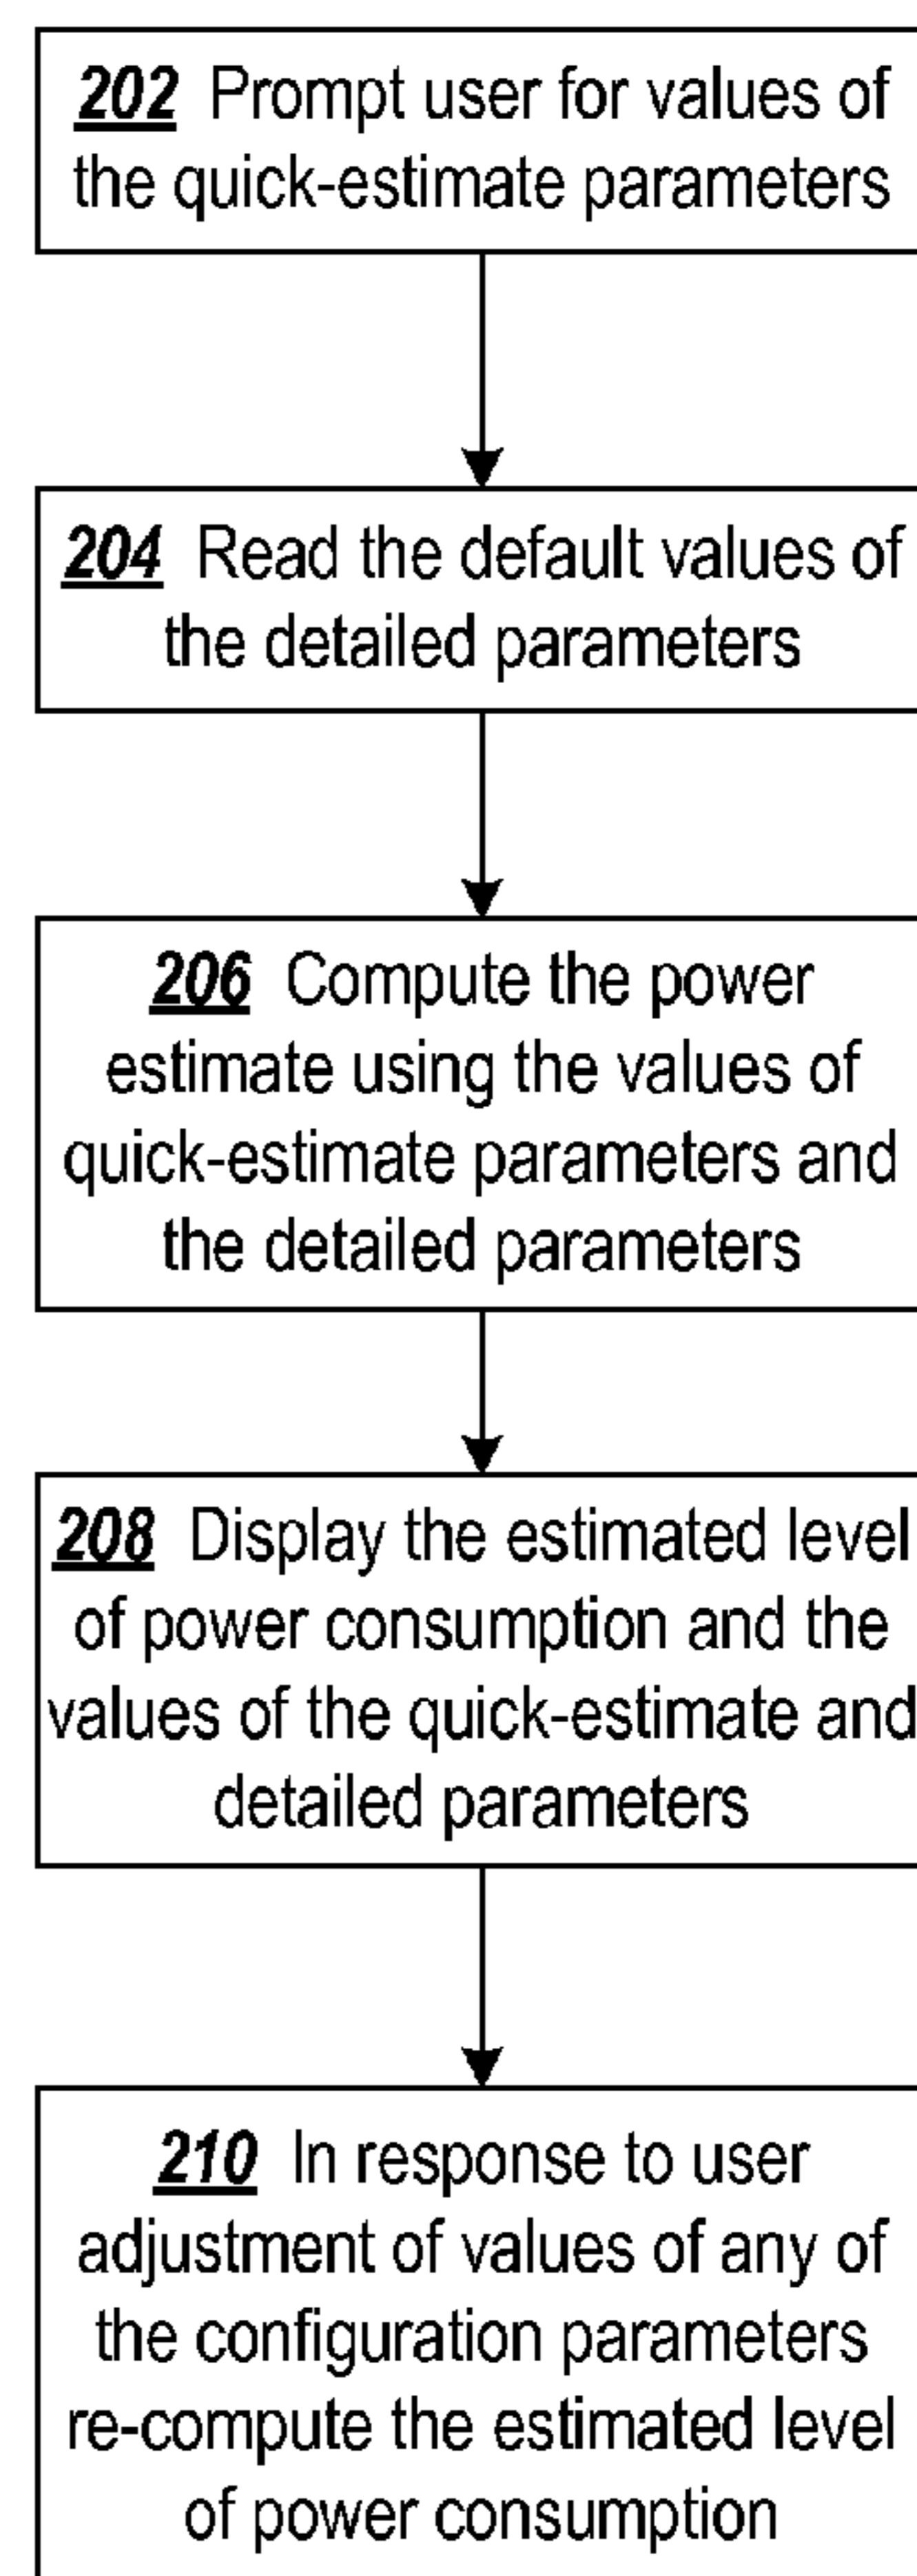 202 Prompt user for values of
the quick-estimate parameters
204 Read the default values of
the detailed parameters
206 Compute the power
estimate using the values of
quick-estimate parameters and
the detailed parameters
208 Display the estimated level
of power consumption and the
values of the quick-estimate and
detailed parameters
210 In response to user
adjustment of values of any of
the configuration parameters
re-compute the estimated level
of power consumption